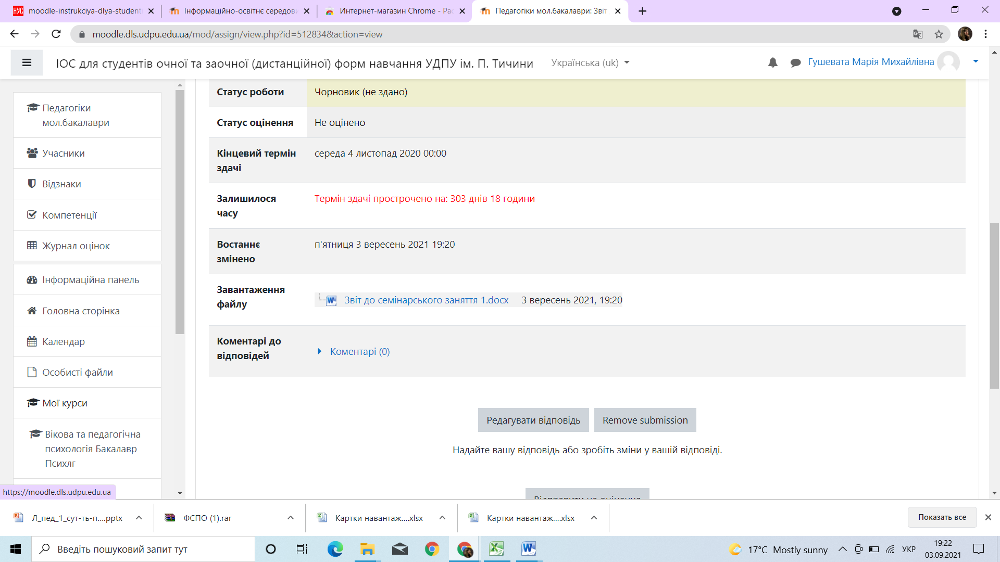 moodle-instrukciya-dlya-student
Інформаційно-освітнє середови
Интернет-магазин Chrome - Рас
Педагогіки мол.бакалаври: Звіт
moodle.dls.udpu.edu.ua/mod/assign/view.php?id=512834&action=view
ІОС для студентів очної та заочної (дистанційної) форм навчання УДПУ ім. П. Тичини
Українська (uk)
Гушевата Марія Михайлівна
Педагогіки
мол.бакалаври
Учасники
Відзнаки
Компетенції
Журнал оцінок
Інформаційна панель
Головна сторінка
Календар
Особисті файли
Мої курси
Вікова та педагогічна
психологія Бакалавр
Психлг
Статус роботи
Чорновик (не здано)
Статус оцінення
Не оцінено
Кінцевий термін
здачі
середа 4 листопад 2020 00:00
Залишилося
часу
Термін здачі прострочено на: 303 днів 18 години
Востаннє
змінено
п'ятниця 3 вересень 2021 19:20
Завантаження
файлу
Звіт до семінарського заняття 1.docx
3 вересень 2021, 19:20
Коментарі до
відповідей
Коментарі (0)
Редагувати відповідь
Remove submission
Надайте вашу відповідь або зробіть зміни у вашій відповіді.
Відправити на оцінення
https://moodle.dls.udpu.edu.ua
Л_пед_1_сут-ть-п....pptx
ФСПО (1).rar
Картки навантаж....xlsx
Картки навантаж....xlsx
Показать все
Введіть пошуковий запит тут
17°C Mostly sunny
УКР
19:22
03.09.2021